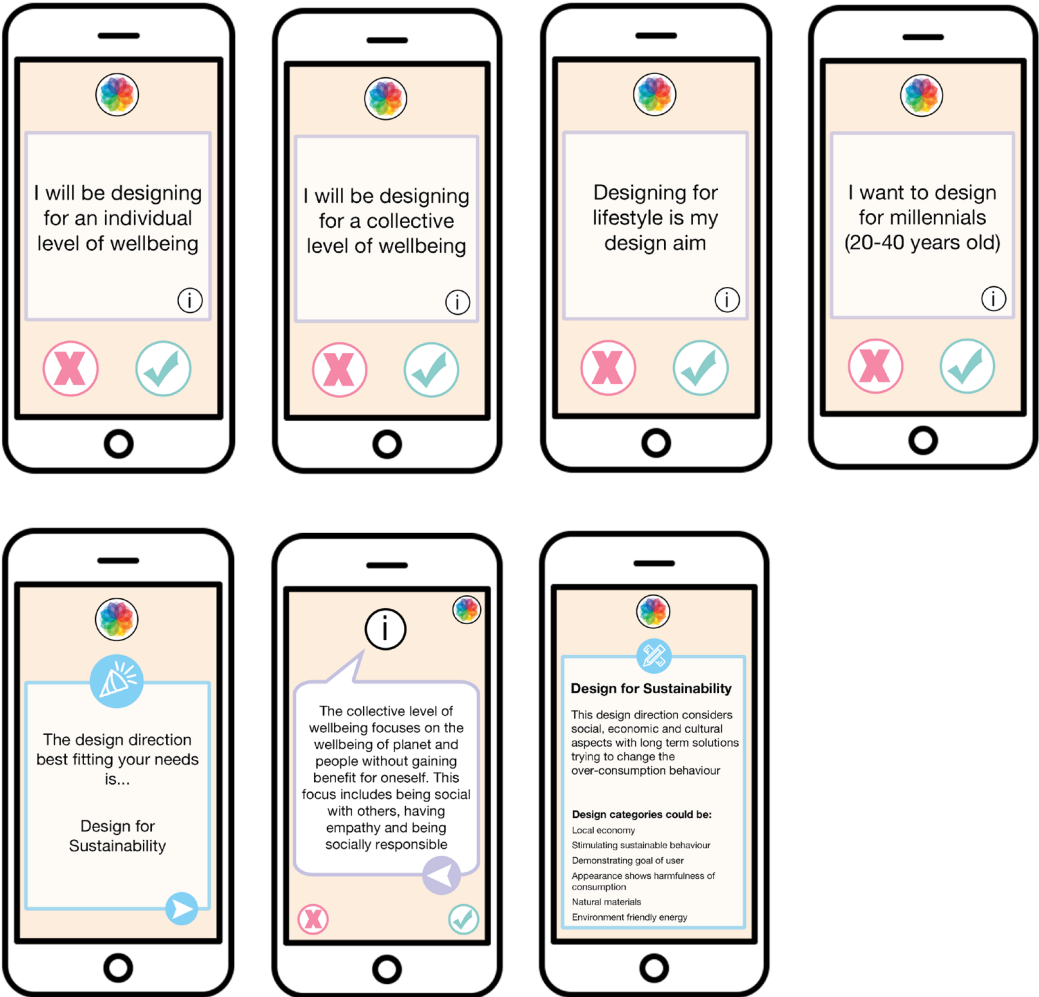 I will be designing
for an individual
level of wellbeing
i
I will be designing
for a collective
level of wellbeing
i
Designing for
lifestyle is my
design aim
i
I want to design
for millennials
(20-40 years old)
i
The design direction
best fitting your needs
is...
Design for
Sustainability
i
The collective level of
wellbeing focuses on the
wellbeing of planet and
people without gaining
benefit for oneself. This
focus includes being social
with others, having
empathy and being
socially responsible
Design for Sustainability
This design direction considers
social, economic and cultural
aspects with long term solutions
trying to change the
over-consumption behaviour
Design categories could be:
Local economy
Stimulating sustainable behaviour
Demonstrating goal of user
Appearance shows harmfulness of
consumption
Natural materials
Environment friendly energy